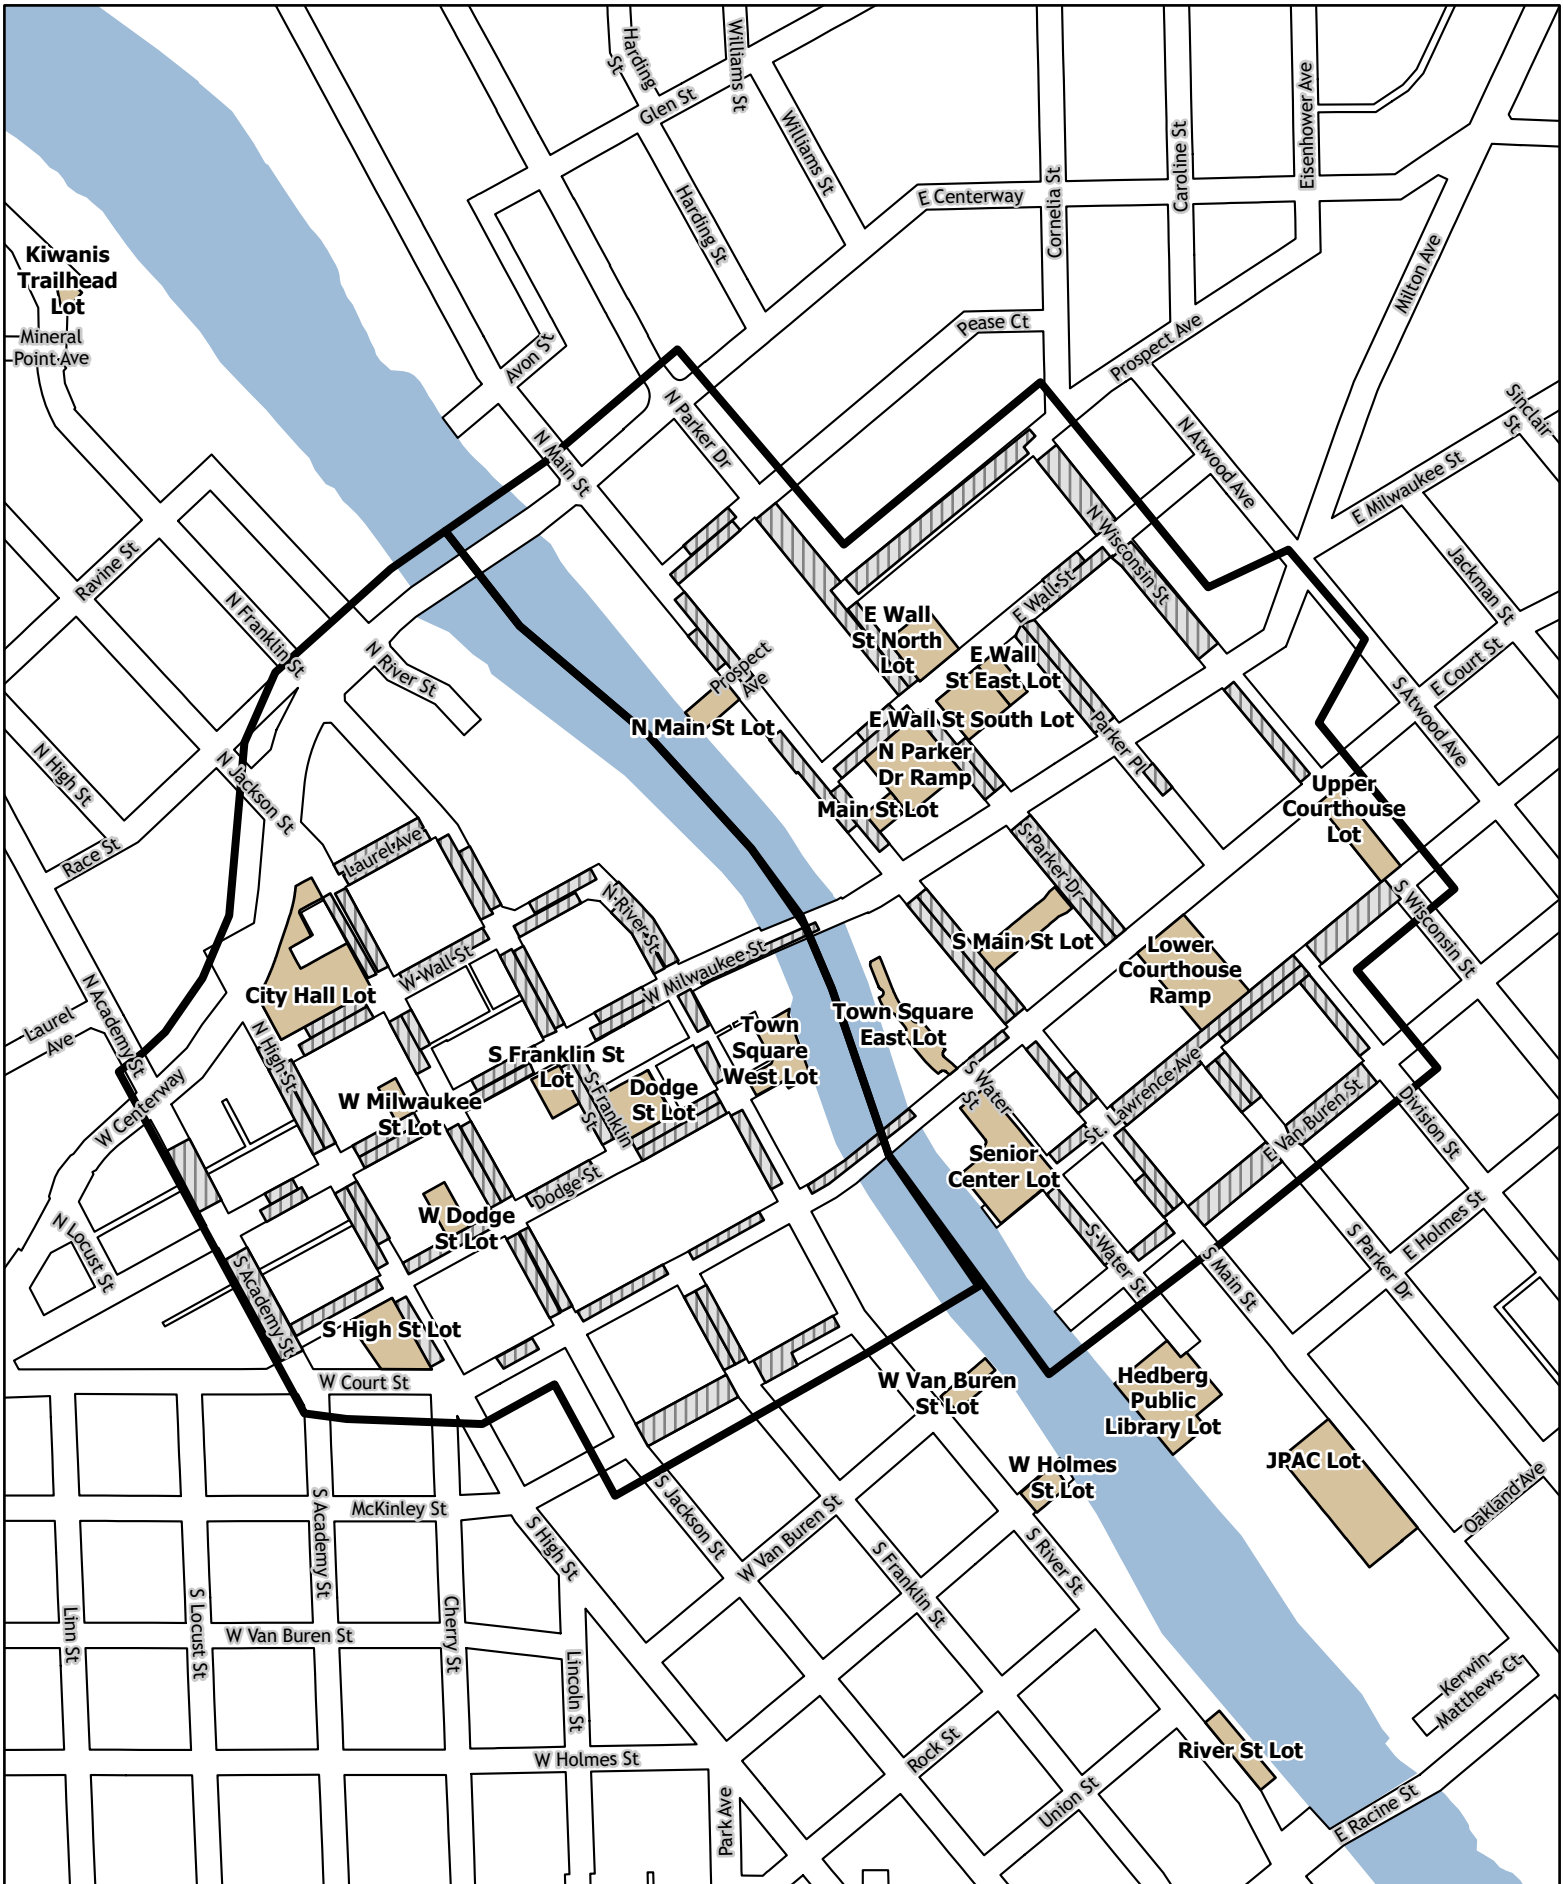 Harding
St
Williams St
Glen St
Williams St
Harding St
E Centerway
Cornelia St
Caroline St
Eisenhower Ave
Milton Ave
Kiwanis
Trailhead
Lot
Mineral
Point Ave
Avon St
Pease Ct
Prospect Ave
Sinclair
St
N Parker Dr
N Main St
N Atwood Ave
E Milwaukee St
Ravine St
N Franklin St
N River St
N Wisconsin St
E Wall St
Jackman St
E Court St
S Atwood Ave
E Wall
St North
Lot
E Wall
St East Lot
Prospect
Ave
N Main St Lot
E Wall St South Lot
Parker Pl
N Parker
Dr Ramp
Main St Lot
Upper
Courthouse
Lot
N High St
N Jackson St
Race St
Laurel Ave
S Parker Dr
N River St
S Wisconsin St
W Wall St
W Milwaukee St
S Main St Lot
Lower
Courthouse
Ramp
City Hall Lot
N Academy St
Laurel
Ave
N High St
Town Square
East Lot
Town
Square
West Lot
S Franklin St
Lot
S Franklin
St
Dodge
St Lot
W Milwaukee
St Lot
W Centerway
S Water
St
St. Lawrence Ave
E Van Buren St
Division St
Senior
Center Lot
Dodge St
W Dodge
St Lot
N Locust St
S Academy St
S Water St
S Main St
S Parker Dr
E Holmes St
S High St Lot
W Court St
W Van Buren
St Lot
Hedberg
Public
Library Lot
W Holmes
St Lot
JPAC Lot
Oakland Ave
S Academy St
McKinley St
S High St
S Jackson St
W Van Buren St
S Franklin St
S River St
Linn St
S Locust St
W Van Buren St
Cherry St
Lincoln St
Kerwin
Matthews Ct
W Holmes St
Rock St
River St Lot
Park Ave
Union St
E Racine St